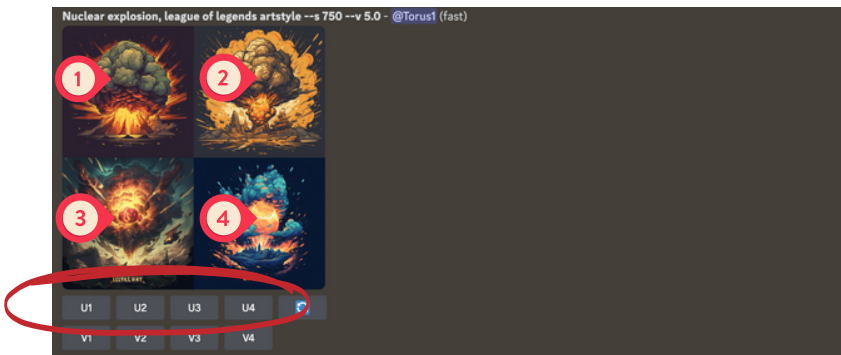 Nuclear explosion, league of legends artstyle --s 750 --v 5.0 - @Torus1 (fast)
1 2
3 4
U1 U2 U3 U4
V1 V2 V3 V4